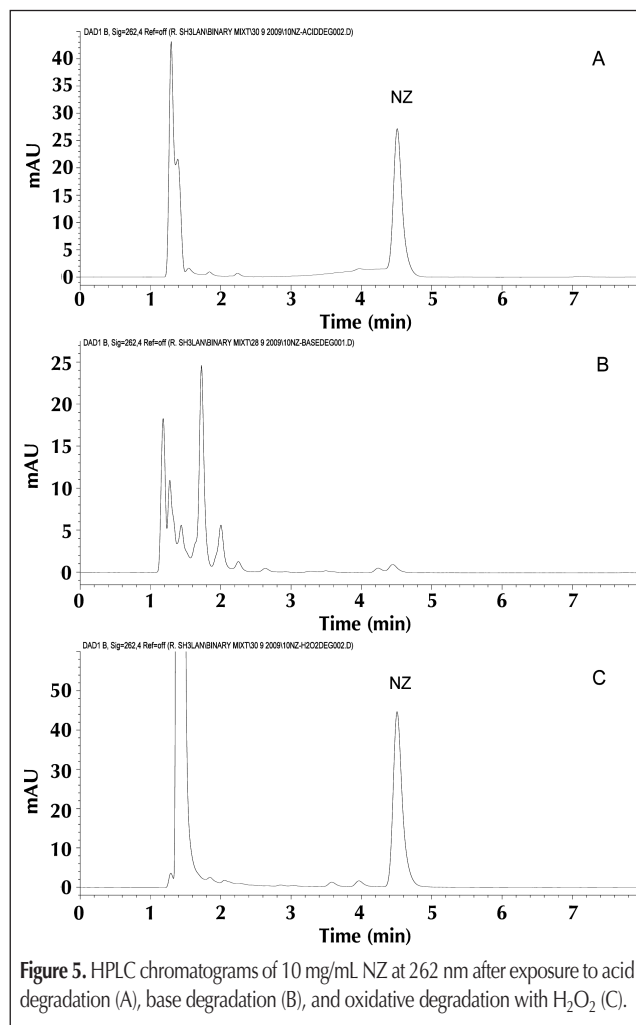 DAD1 B, Sig=262,4 Ref=off (R. SH3LAN\BINARY MIXT\30 9 2009\10NZ-ACIDDEG002.D)
A
NZ
mAU
40
35
30
25
20
15
10
5
0
0 1 2 3 4 5 6 7
Time (min)
DAD1 B, Sig=262,4 Ref=off (R. SH3LAN\BINARY MIXT\28 9 2009\10NZ-BASEDEG001.D)
B
mAU
25
20
15
10
5
0
0 1 2 3 4 5 6 7
Time (min)
DAD1 B, Sig=262,4 Ref=off (R. SH3LAN\BINARY MIXT\30 9 2009\10NZ-H2O2DEG002.D)
C
NZ
mAU
50
40
30
20
10
0
0 1 2 3 4 5 6 7
Time (min)
Figure 5. HPLC chromatograms of 10 mg/mL NZ at 262 nm after exposure to acid
degradation (A), base degradation (B), and oxidative degradation with H₂O₂ (C).